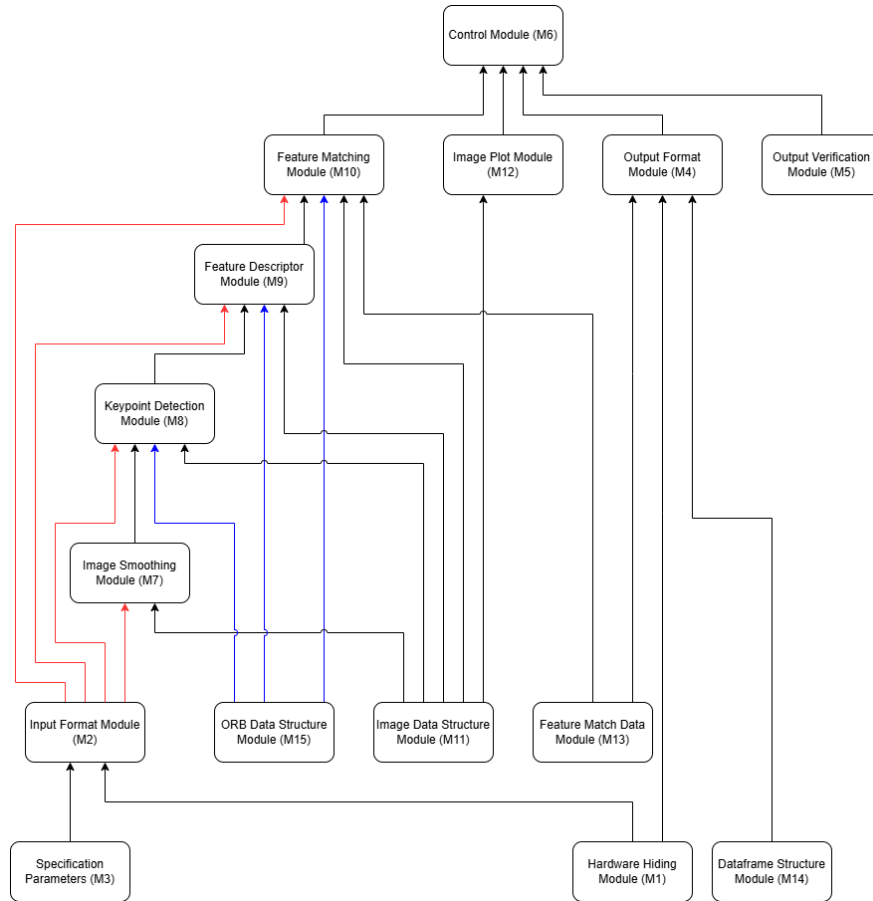 Control Module (M6)
Feature Matching
Module (M10)
Image Plot Module
(M12)
Output Format
Module (M4)
Output Verification
Module (M5)
Feature Descriptor
Module (M9)
Keypoint Detection
Module (M8)
Image Smoothing
Module (M7)
Input Format Module
(M2)
ORB Data Structure
Module (M15)
Image Data Structure
Module (M11)
Feature Match Data
Module (M13)
Specification
Parameters (M3)
Hardware Hiding
Module (M1)
Dataframe Structure
Module (M14)